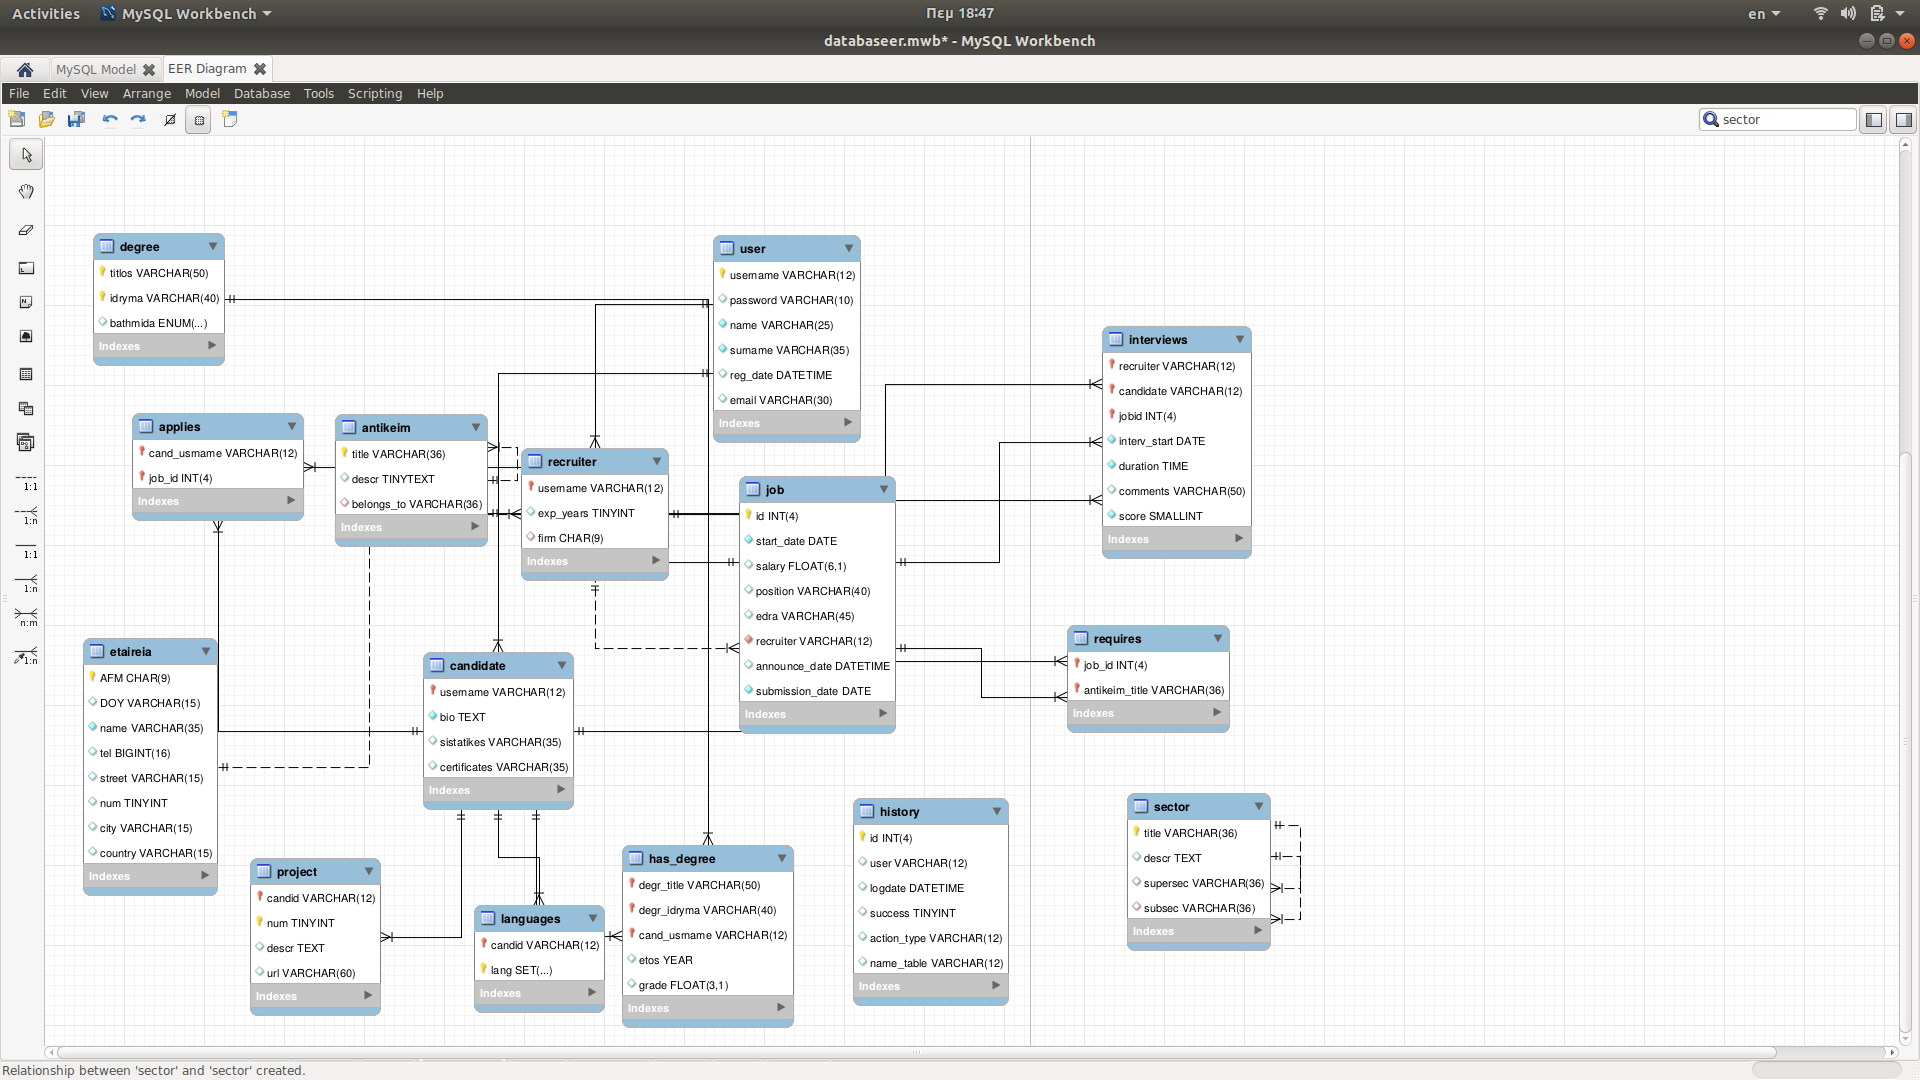 Activities
MySQL Workbench
Πεμ 18:47
en
databaseer.mwb* - MySQL Workbench
MySQL Model
EER Diagram
File Edit View Arrange Model Database Tools Scripting Help
sector
1:1
1:n
1:1
1:n
n:m
1:n
degree
titlos VARCHAR(50)
idryma VARCHAR(40)
bathmida ENUM(...)
Indexes
user
username VARCHAR(12)
password VARCHAR(10)
name VARCHAR(25)
surname VARCHAR(35)
reg_date DATETIME
email VARCHAR(30)
Indexes
interviews
recruiter VARCHAR(12)
candidate VARCHAR(12)
jobid INT(4)
interv_start DATE
duration TIME
comments VARCHAR(50)
score SMALLINT
Indexes
applies
cand_usrname VARCHAR(12)
job_id INT(4)
Indexes
antikeim
title VARCHAR(36)
descr TINYTEXT
belongs_to VARCHAR(36)
Indexes
recruiter
username VARCHAR(12)
exp_years TINYINT
firm CHAR(9)
Indexes
job
id INT(4)
start_date DATE
salary FLOAT(6,1)
position VARCHAR(40)
edra VARCHAR(45)
recruiter VARCHAR(12)
announce_date DATETIME
submission_date DATE
Indexes
requires
job_id INT(4)
antikeim_title VARCHAR(36)
Indexes
etaireia
AFM CHAR(9)
DOY VARCHAR(15)
name VARCHAR(35)
tel BIGINT(16)
street VARCHAR(15)
num TINYINT
city VARCHAR(15)
country VARCHAR(15)
Indexes
candidate
username VARCHAR(12)
bio TEXT
sistatikes VARCHAR(35)
certificates VARCHAR(35)
Indexes
project
candid VARCHAR(12)
num TINYINT
descr TEXT
url VARCHAR(60)
Indexes
languages
candid VARCHAR(12)
lang SET(...)
Indexes
has_degree
degr_title VARCHAR(50)
degr_idryma VARCHAR(40)
cand_usrname VARCHAR(12)
etos YEAR
grade FLOAT(3,1)
Indexes
history
id INT(4)
user VARCHAR(12)
logdate DATETIME
success TINYINT
action_type VARCHAR(12)
name_table VARCHAR(12)
Indexes
sector
title VARCHAR(36)
descr TEXT
supersec VARCHAR(36)
subsec VARCHAR(36)
Indexes
Relationship between 'sector' and 'sector' created.